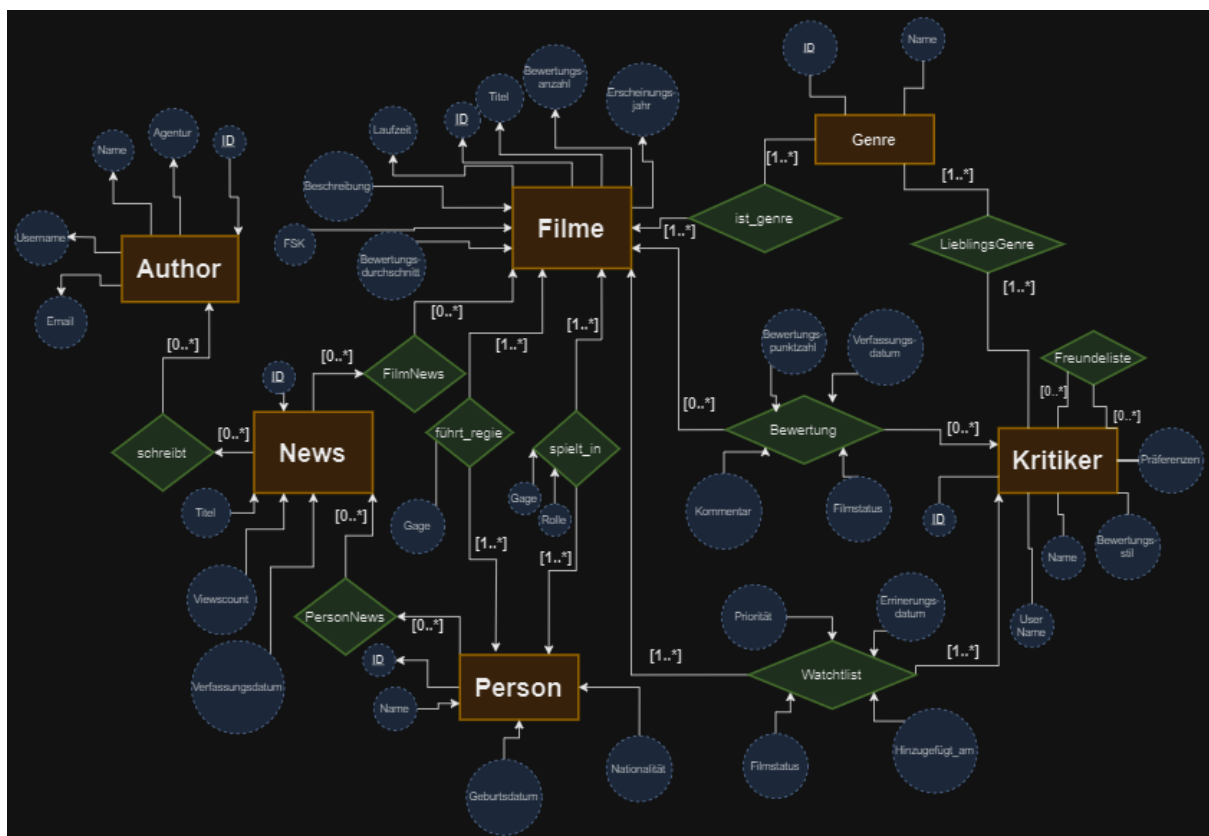 ID
Name
Bewertungs-
anzahl
Erscheinungs-
jahr
Titel
ID
Laufzeit
Genre
Agentur
ID
Name
[1..*]
[1..*]
Beschreibung
ist_genre
Filme
[1..*]
LieblingsGenre
Username
FSK
Bewertungs-
durchschnitt
Author
[1..*]
Email
[0..*]
[0..*]
[1..*]
[1..*]
Bewertungs-
punktzahl
Verfassungs-
datum
Freundeliste
[0..*]
FilmNews
ID
[0..*]
[0..*]
[0..*]
[0..*]
schreibt
[0..*]
News
führt_regie
spielt_in
Bewertung
[0..*]
Kritiker
Präferenzen
Titel
Gage
Rolle
Gage
Kommentar
Filmstatus
ID
[0..*]
[1..*]
[1..*]
Name
Bewertungs-
stil
Viewscount
PersonNews
[0..*]
Priorität
Errinerungs-
datum
User
Name
Verfassungsdatum
ID
[1..*]
Watchtlist
[1..*]
Name
Person
Geburtsdatum
Nationalität
Filmstatus
Hinzugefügt_am